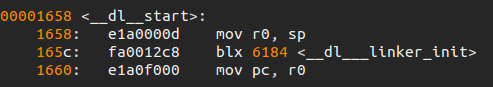 00001658 <__dl__start>:
1658: e1a0000d mov r0, sp
165c: fa0012c8 blx 6184 <__dl___linker_init>
1660: e1a0f000 mov pc, r0